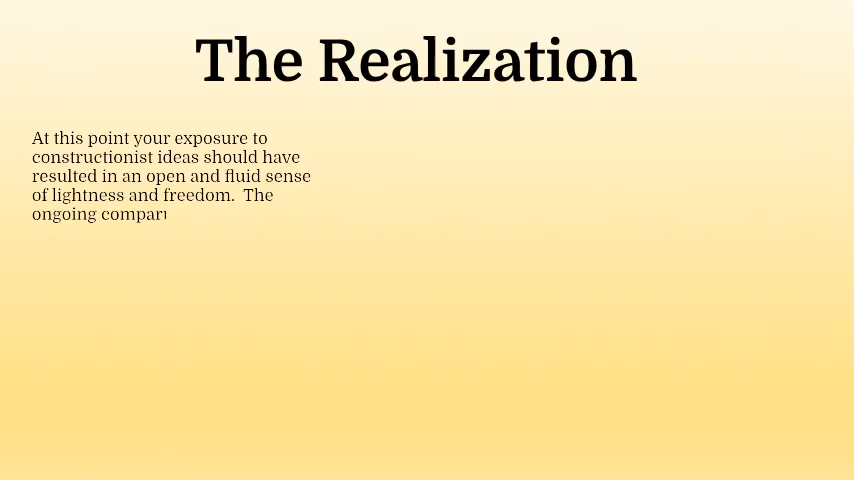 The Realization
At this point your exposure to
constructionist ideas should have
resulted in an open and fluid sense
of lightness and freedom.  The
ongoing